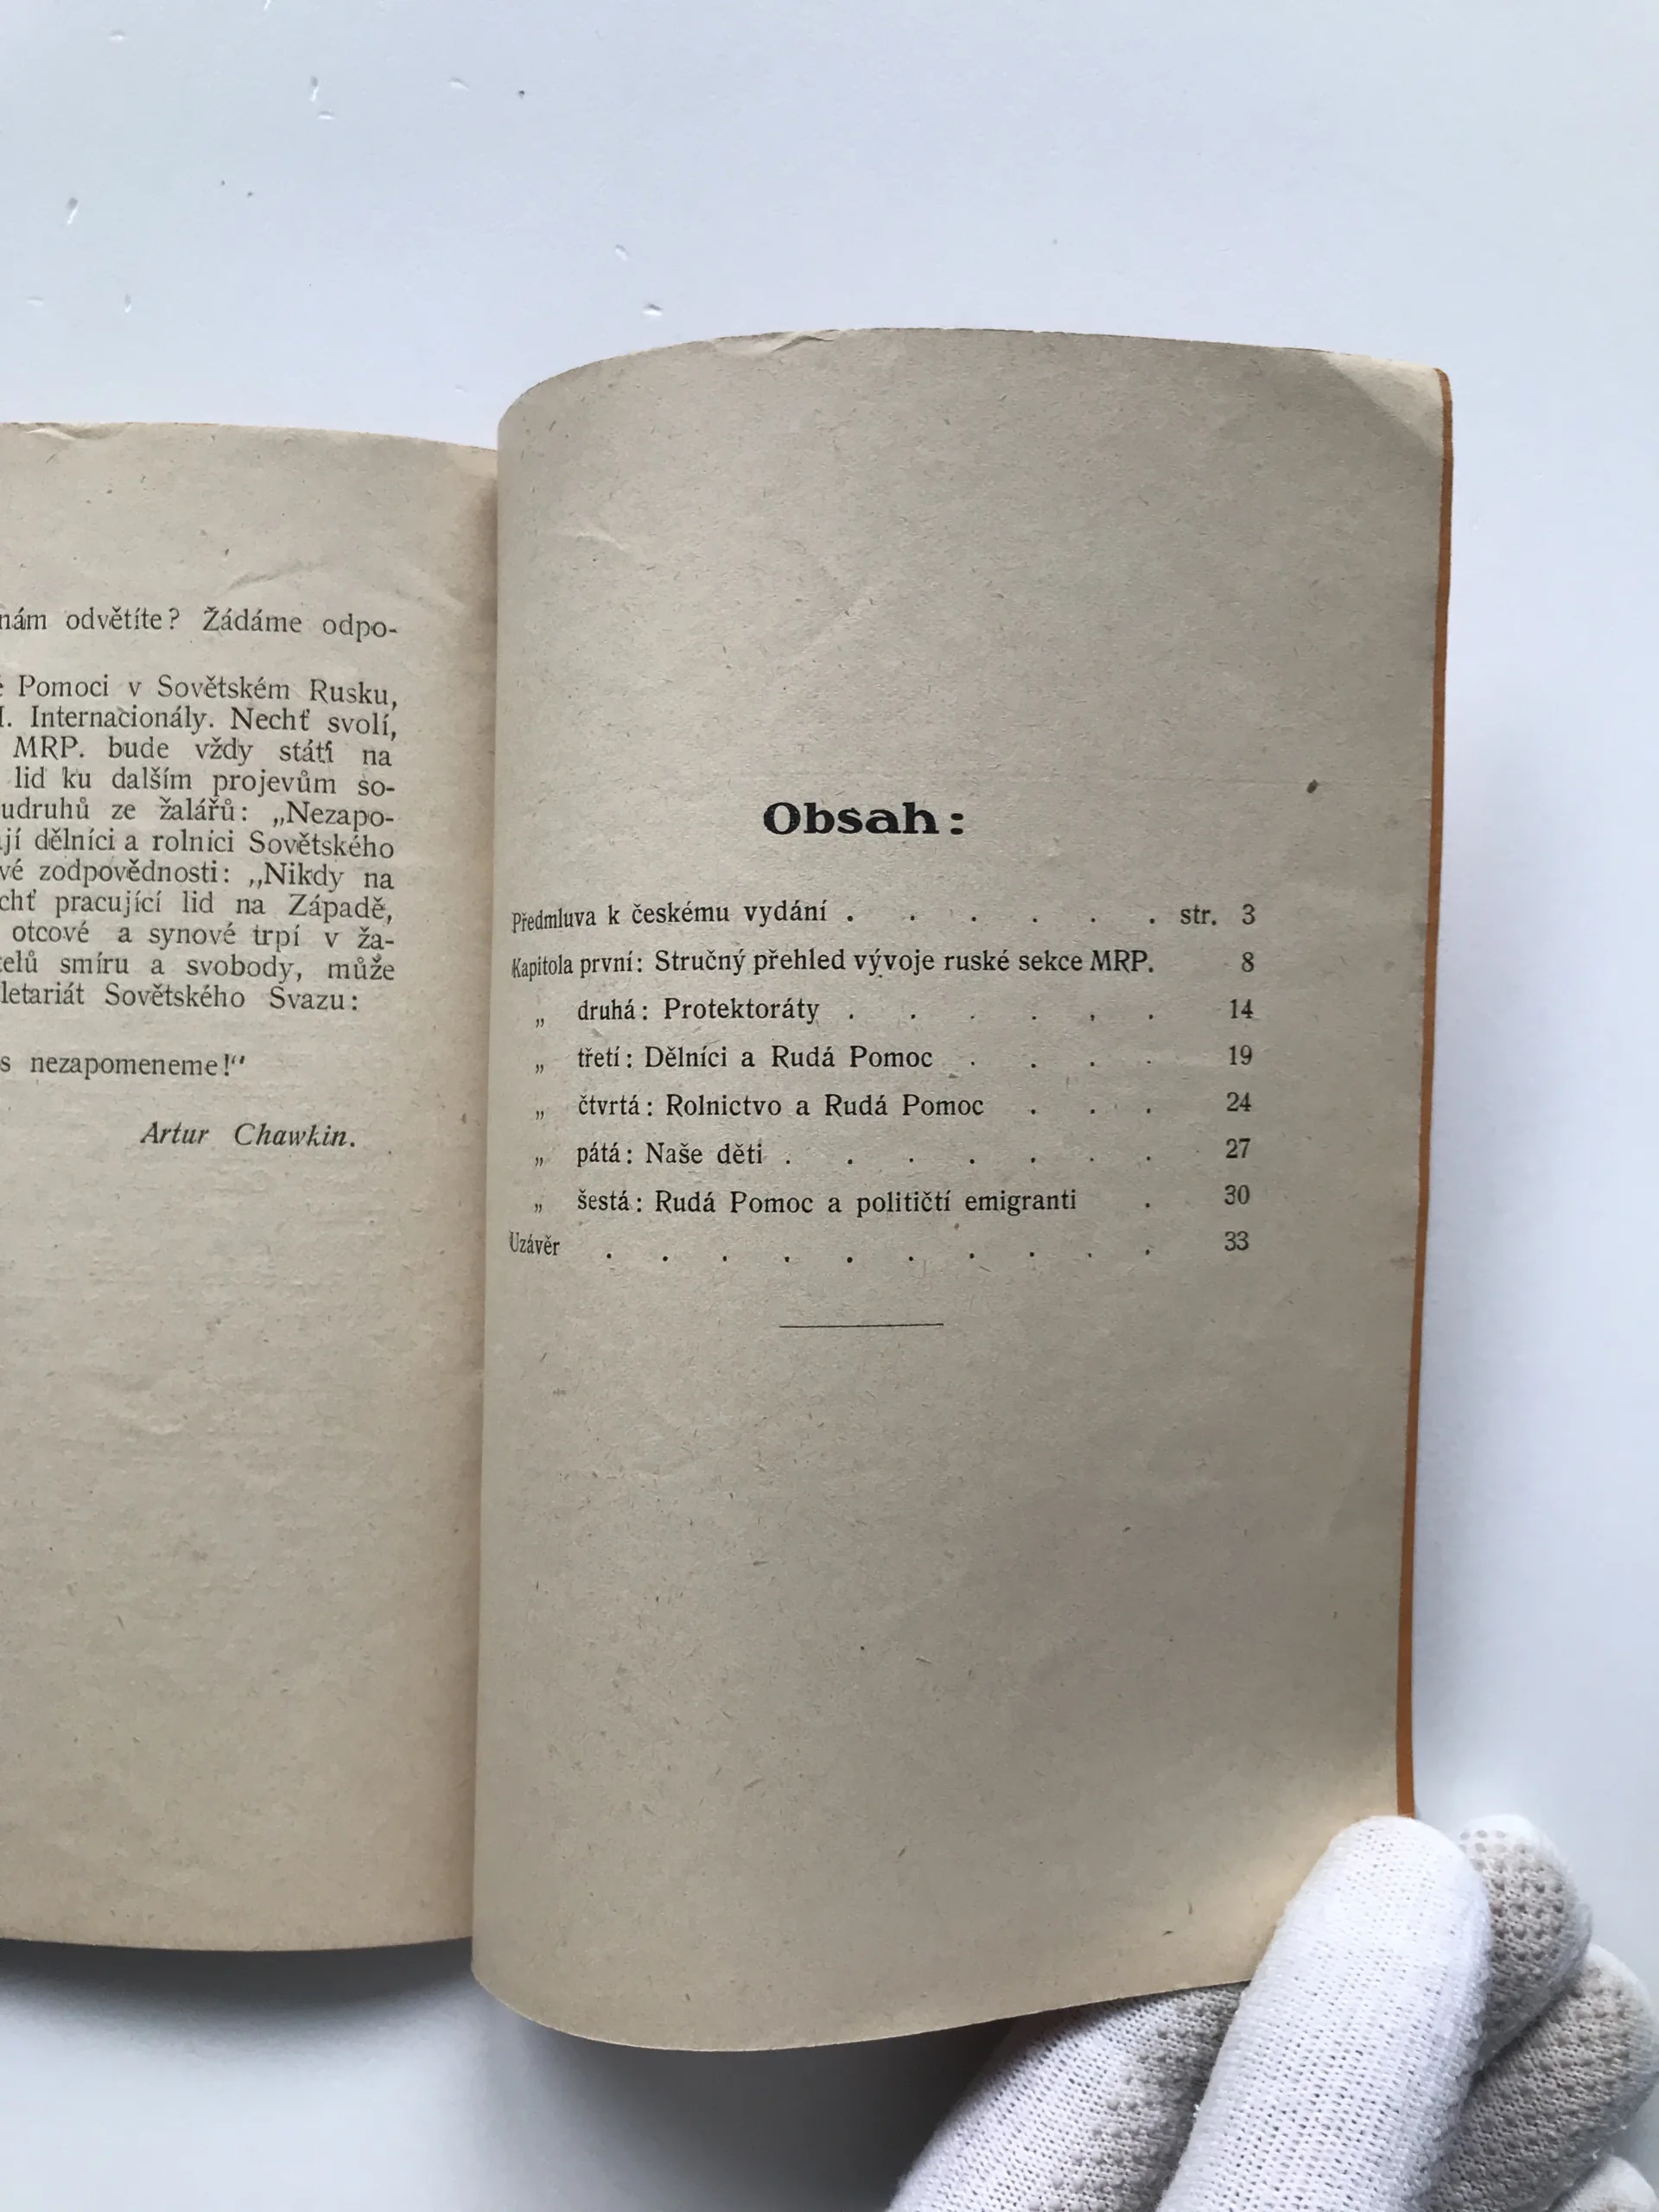 nám odvětíte? Žádáme odpo-
Pomoci v Sovětském Rusku,
I. Internacionály. Nechť svolí,
MRP. bude vždy státi na
lid ku dalším projevům so-
udruhů ze žalářů: „Nezapo-
jí dělníci a rolníci Sovětského
vé zodpovědnosti: „Nikdy na
chť pracující lid na Západě,
otcové a synové trpí v ža-
elů smíru a svobody, může
letariát Sovětského Svazu:
s nezapomeneme!“
Artur Chawkin.
Obsah:
Předmluva k českému vydání . . . . . . str. 3
Kapitola první: Stručný přehled vývoje ruské sekce MRP. 8
„ druhá: Protektoráty . . . . . . 14
„ třetí: Dělníci a Rudá Pomoc . . . . 19
„ čtvrtá: Rolnictvo a Rudá Pomoc . . . 24
„ pátá: Naše děti . . . . . . . 27
„ šestá: Rudá Pomoc a političtí emigranti . 30
Uzávěr . . . . . . . . . . 33